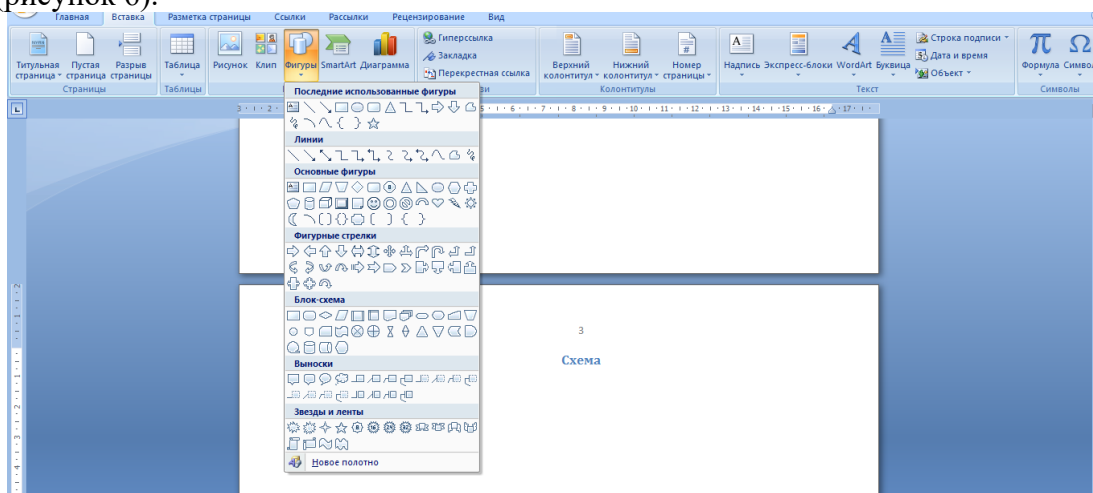 (рисунок 6).
Главная Вставка Разметка страницы Ссылки Рассылки Рецензирование Вид
Титульная страница Пустая страница Разрыв страницы
Страницы
Таблица
Таблицы
Рисунок Клип Фигуры SmartArt Диаграмма
Гиперссылка
Закладка
Перекрестная ссылка
Верхний колонтитул Нижний колонтитул Номер страницы
Колонтитулы
Надпись Экспресс-блоки WordArt Буквица
Строка подписи
Дата и время
Объект
Текст
Формула
Символы
Последние использованные фигуры
Линии
Основные фигуры
Фигурные стрелки
Блок-схема
Выноски
Звезды и ленты
Новое полотно
3
Схема